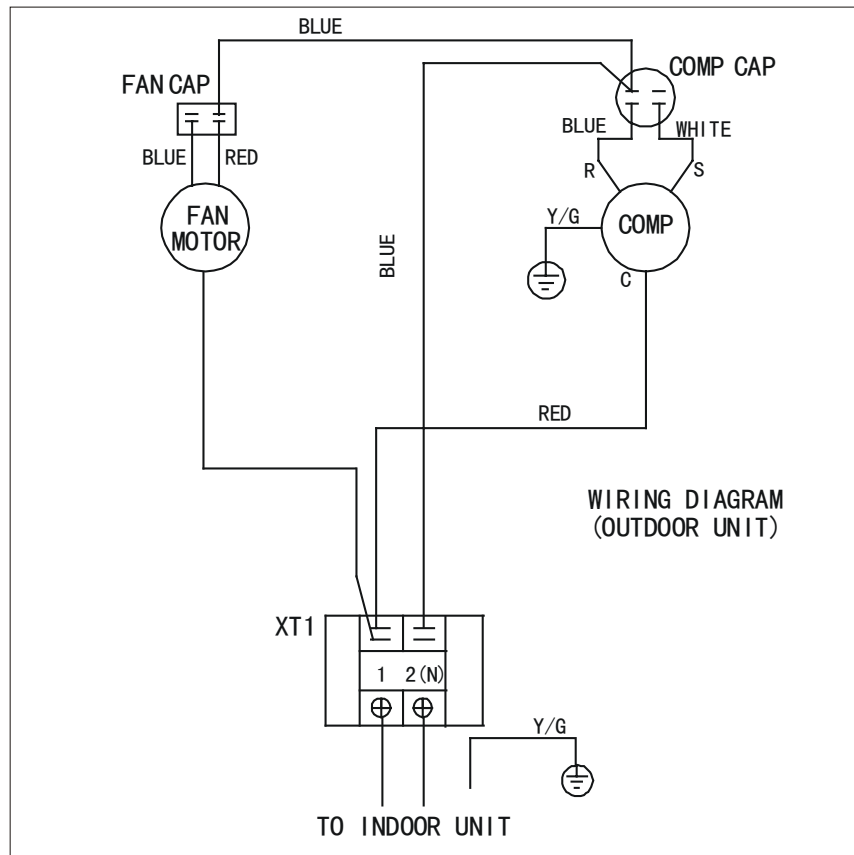 BLUE
FAN CAP
COMP CAP
BLUE
RED
BLUE
WHITE
R
S
FAN
MOTOR
Y/G
COMP
BLUE
C
RED
WIRING DIAGRAM
(OUTDOOR UNIT)
XT1
1
2(N)
Y/G
TO INDOOR UNIT